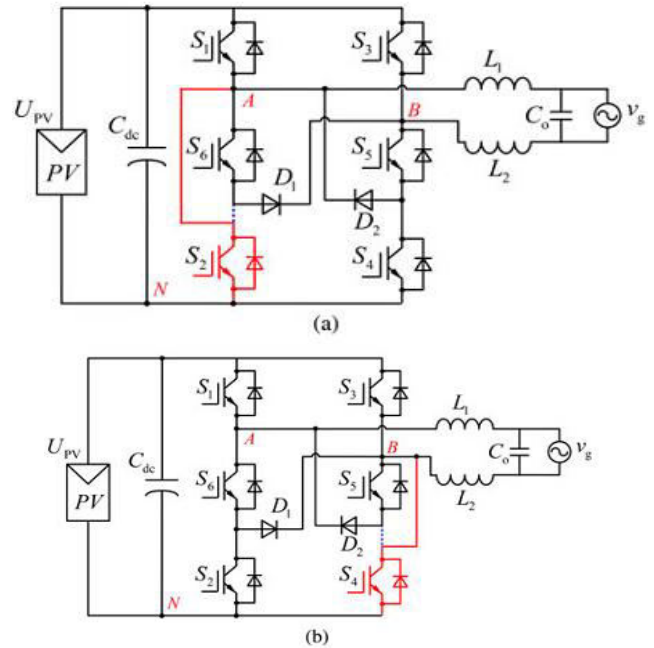 S1
S3
L1
UPV
Cdc
A
B
Co
vg
S6
S5
L2
PV
D1
D2
S2
S4
N
(a)
S1
S3
L1
UPV
Cdc
A
B
Co
vg
S6
S5
L2
PV
D1
D2
S2
S4
N
(b)